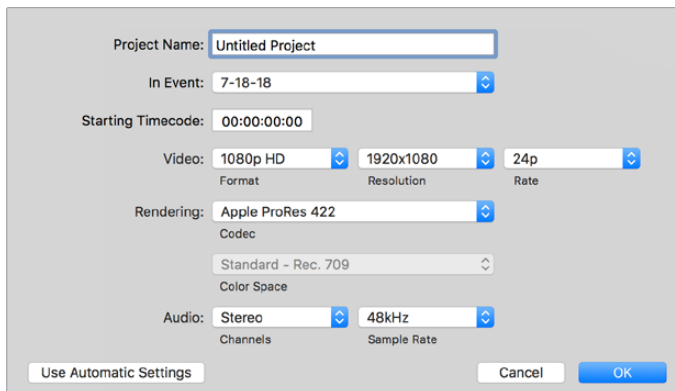 Project Name: Untitled Project
In Event: 7-18-18
Starting Timecode: 00:00:00:00
Video: 1080p HD 1920x1080 24p
Format Resolution Rate
Rendering: Apple ProRes 422
Codec
Standard - Rec. 709
Color Space
Audio: Stereo 48kHz
Channels Sample Rate
Use Automatic Settings Cancel OK